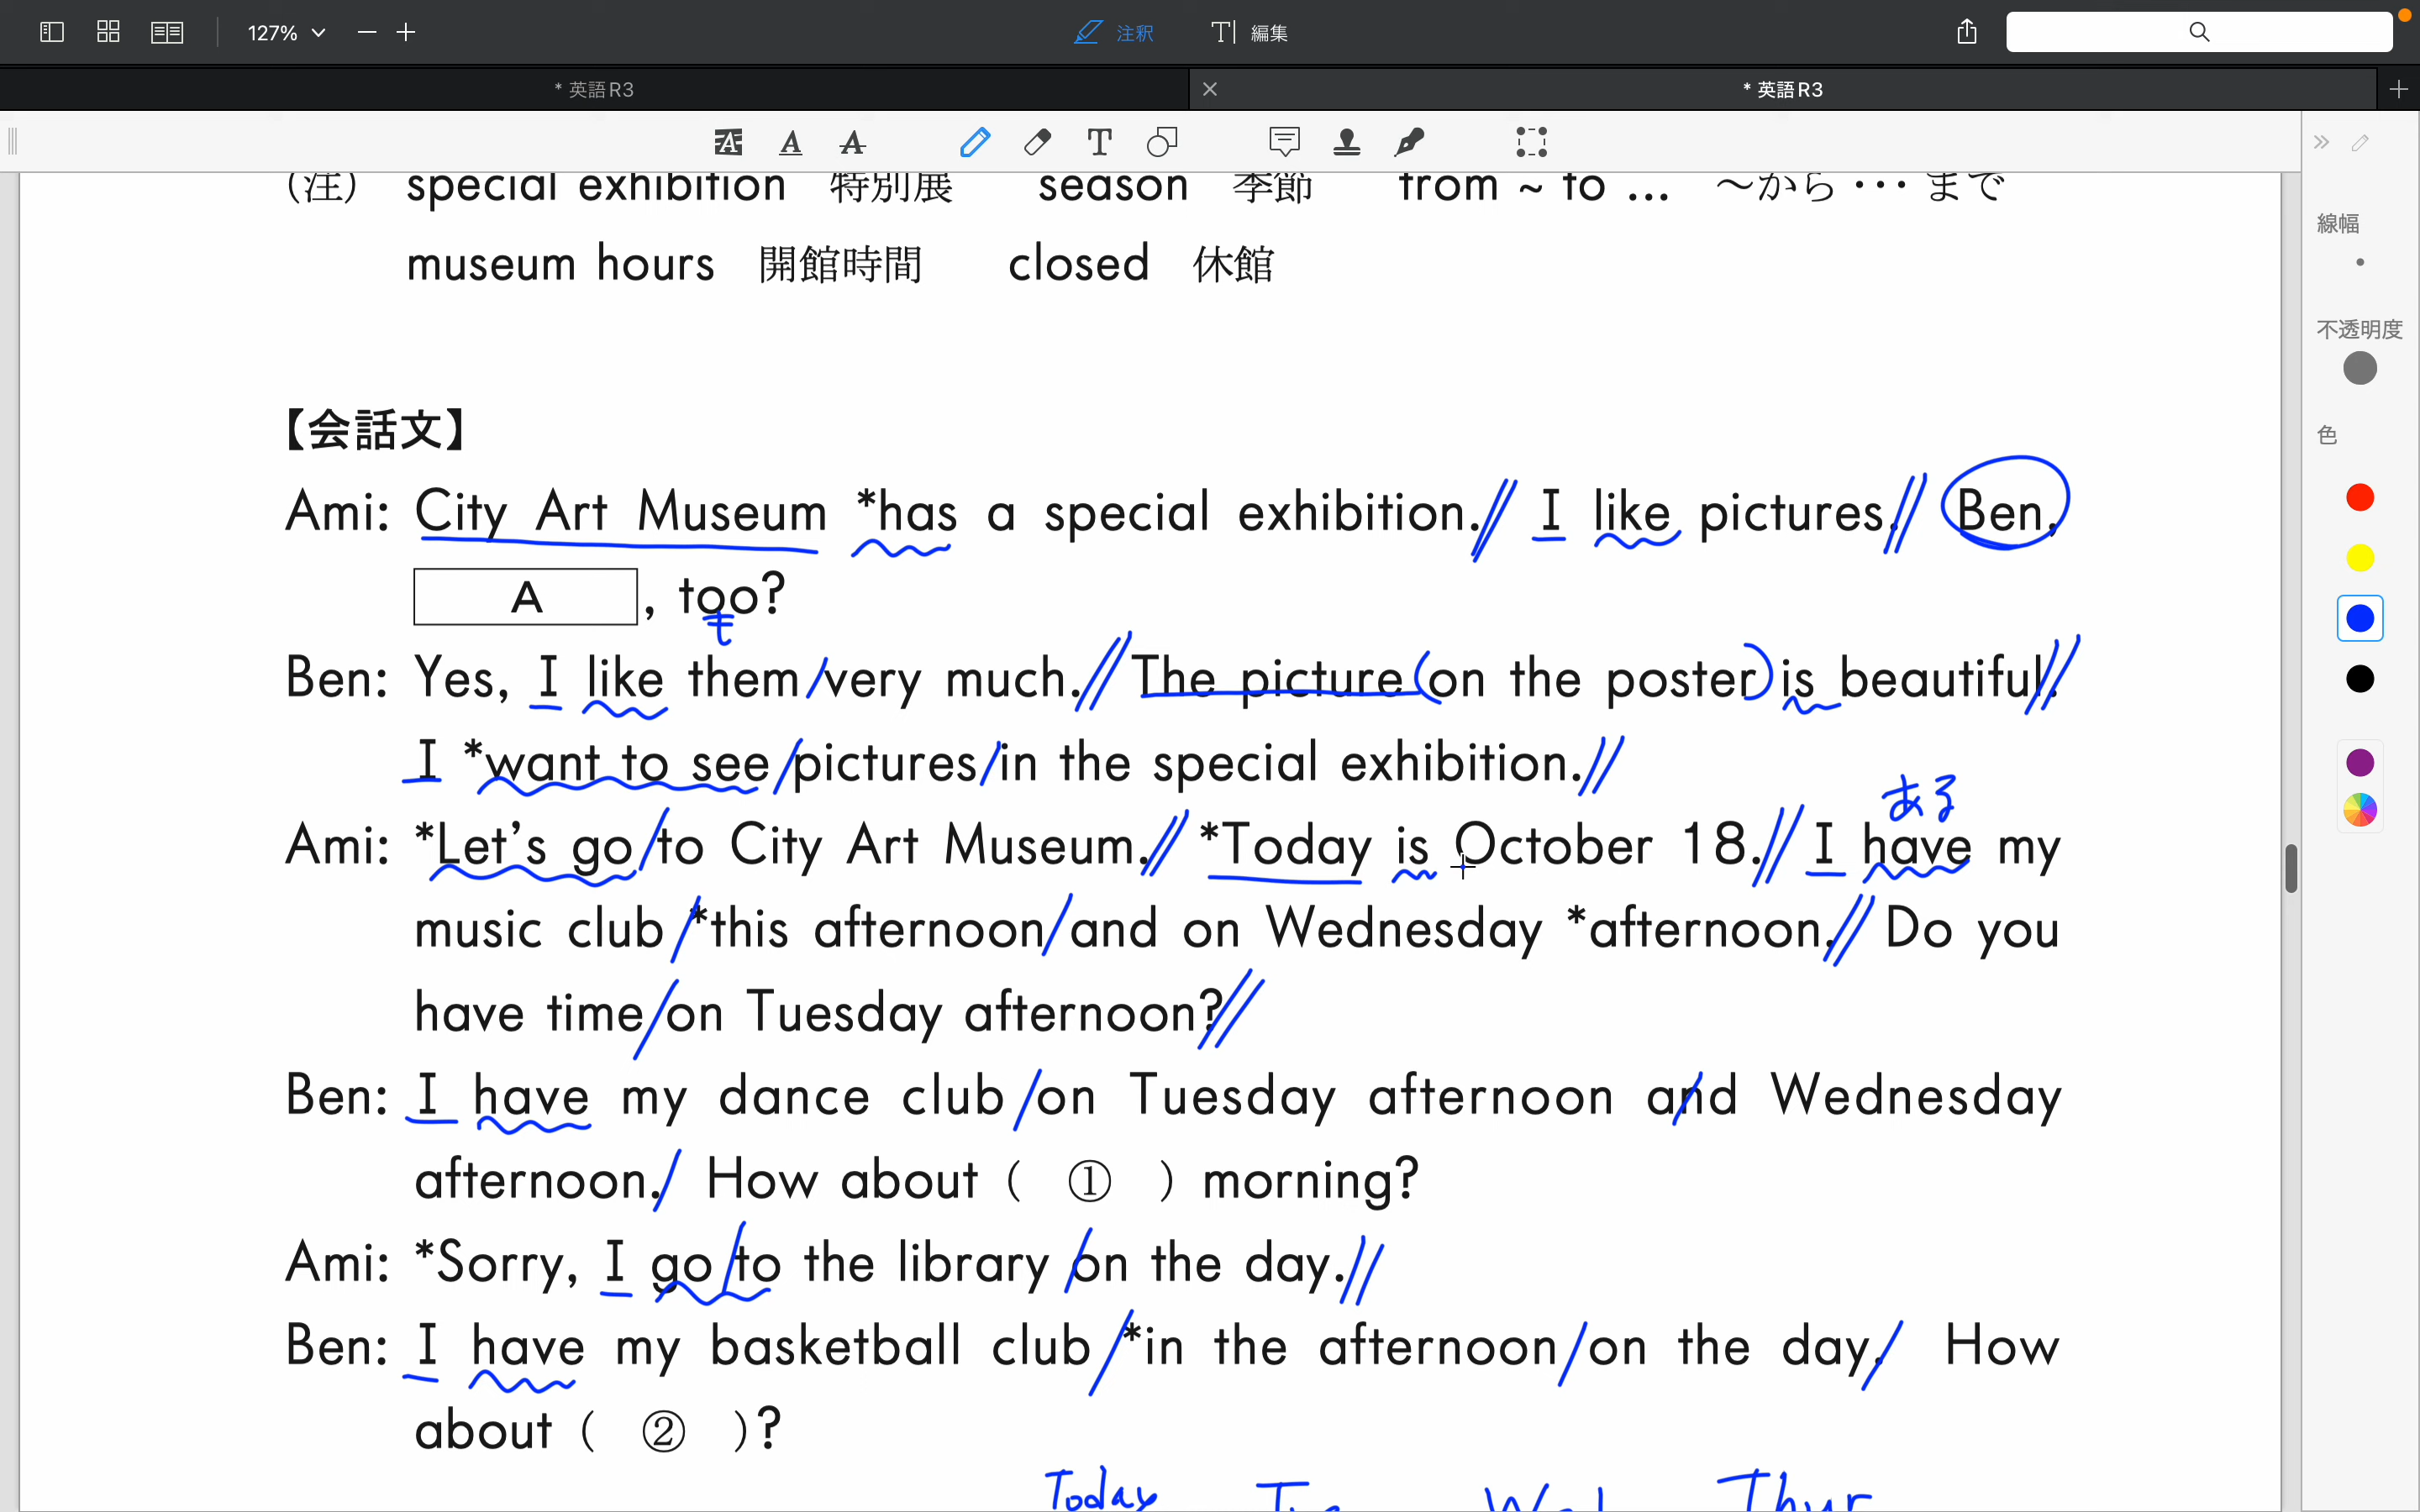 127%
注釈
編集
* 英語R3
* 英語R3
(注) special exhibition 特別展 season 季節 from ~ to ... ～から・・・まで
museum hours 開館時間 closed 休館
【会話文】
Ami: City Art Museum *has a special exhibition. I like pictures. Ben,
A , too?
も
Ben: Yes, I like them very much. The picture on the poster is beautiful.
I *want to see pictures in the special exhibition.
ある
Ami: *Let's go to City Art Museum. *Today is October 18. I have my
music club *this afternoon and on Wednesday *afternoon. Do you
have time on Tuesday afternoon?
Ben: I have my dance club on Tuesday afternoon and Wednesday
afternoon. How about ( ① ) morning?
Ami: *Sorry, I go to the library on the day.
Ben: I have my basketball club *in the afternoon on the day. How
about ( ② )?
Today
線幅
不透明度
色